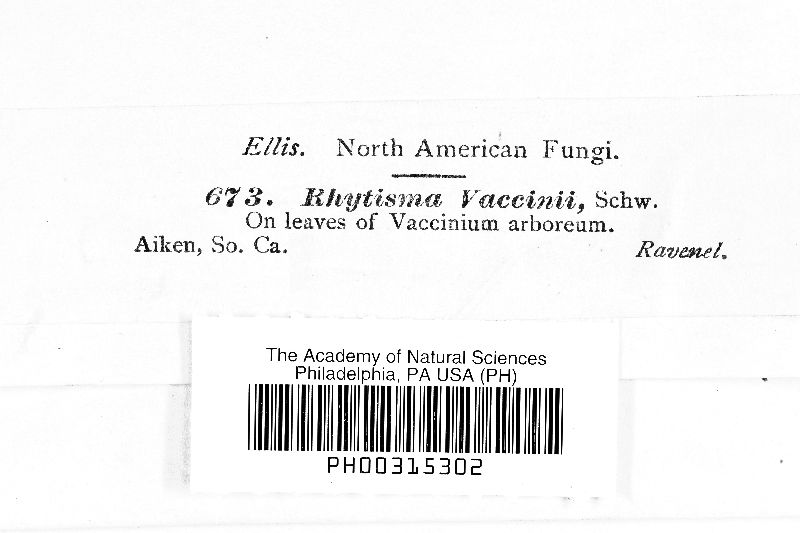 Ellis. North American Fungi.
673. Rhytisma Vaccinii, Schw.
On leaves of Vaccinium arboreum.
Aiken, So. Ca. Ravenel.
The Academy of Natural Sciences
Philadelphia, PA USA (PH)
PH00315302